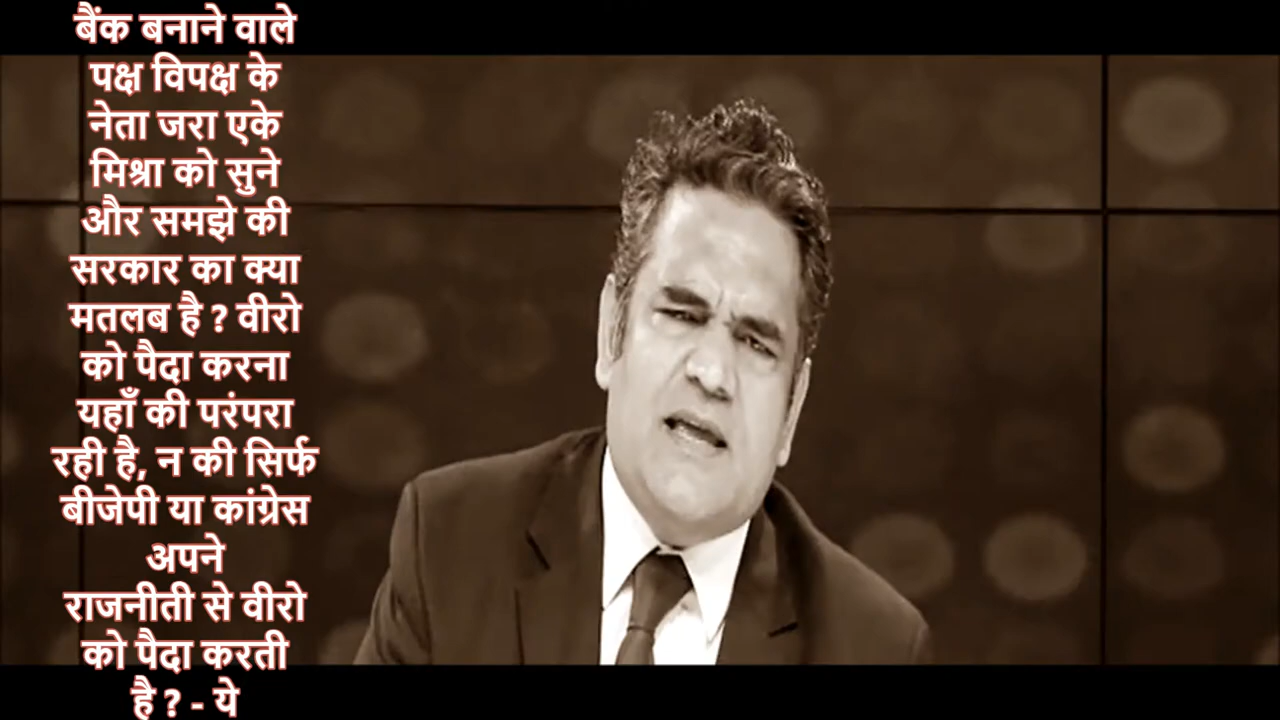 बैंक बनाने वाले
पक्ष विपक्ष के
नेता जरा एके
मिश्रा को सुने
और समझे की
सरकार का क्या
मतलब है ? वीरो
को पैदा करना
यहाँ की परंपरा
रही है, न की सिर्फ
बीजेपी या कांग्रेस
अपने
राजनीती से वीरो
को पैदा करती
है ? - ये